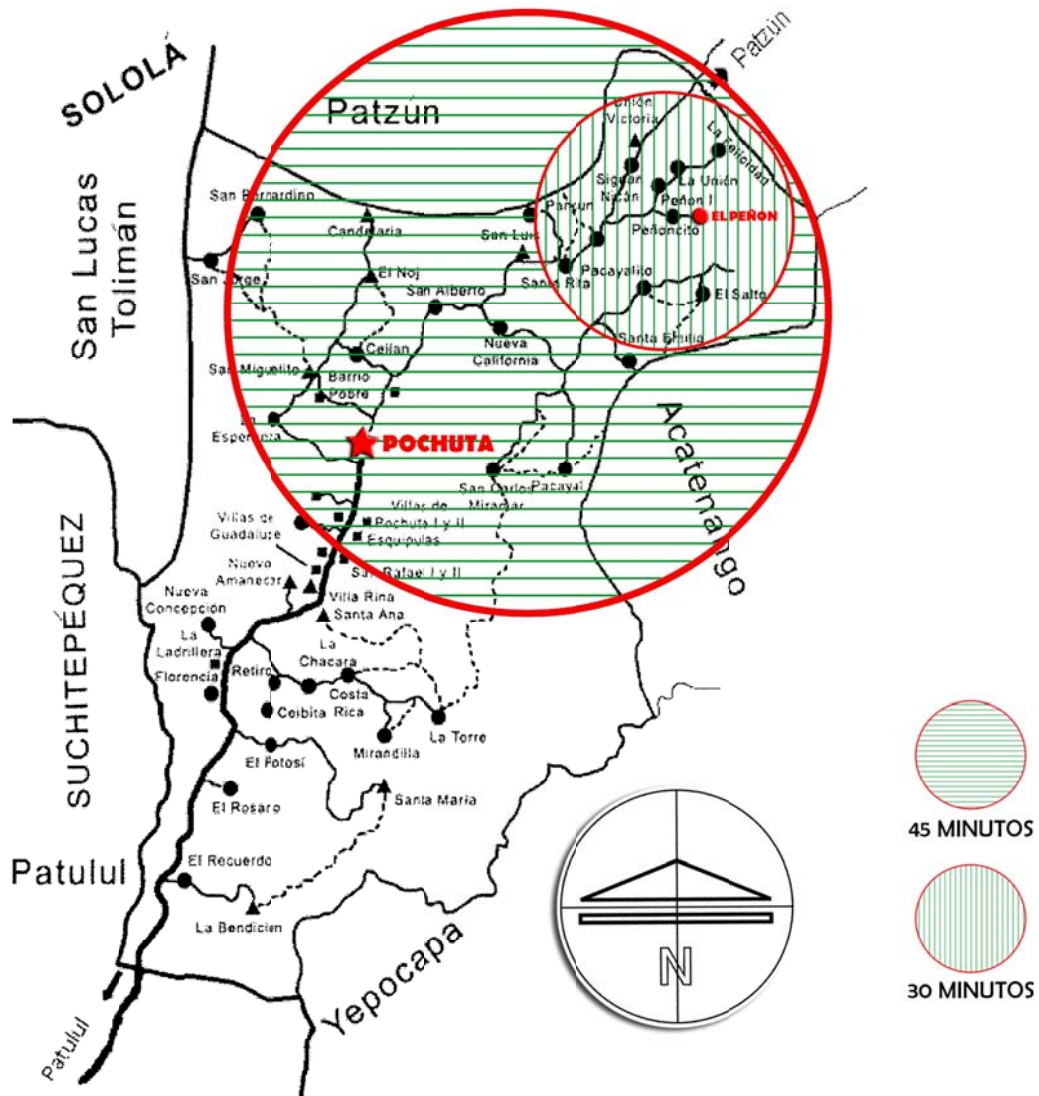 SOLOLÁ
Patzún
Patzún
San Lucas
Tolimán
Unión
Victoria
La Felicidad
Siguan
Nicán
La Unión
Peñon I
EL PEÑON
Peñoncito
San Bernardino
Candelaria
Panzun
San Luis
El Noj
Santa Rita
Pacayalito
San Jorge
San Alberto
El Salto
Santa Emilia
Nueva
California
Ceilan
San Miguelito
Barrio
Pobre
Esperanza
POCHUTA
Acatenango
San Carlos
Miramar
Pacayal
Villas de
Pochuta I y II
Villas de
Guadalupe
Esquipulas
San Rafael I y II
Nuevo
Amanecer
Villa Rina
Santa Ana
SUCHITEPÉQUEZ
Nueva
Concepción
La
Ladrillera
Florencia
Retiro
La
Chacara
Costa
Rica
Ceibita
La Torre
Mirandilla
El Potosí
El Rosaro
Santa María
Patulul
El Recuerdo
La Bendicien
Yepocapa
Patulul
N
45 MINUTOS
30 MINUTOS